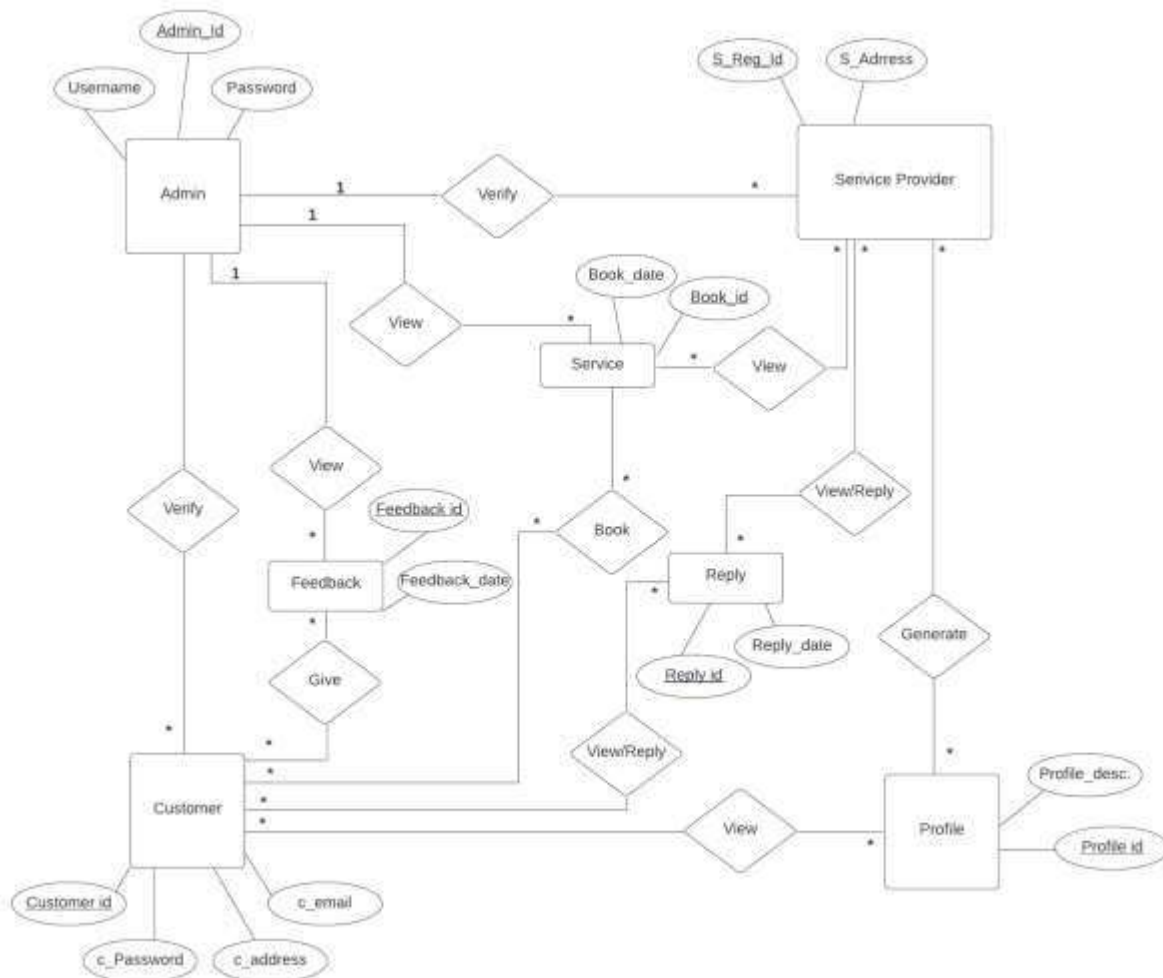 Admin_Id
Username
Password
S_Reg_Id
S_Adrress
Admin
1
Verify
*
Serivice Provider
1
1
*
*
*
Book_date
Book_id
View
*
Service
*
View
View
*
View/Reply
Verify
Feedback id
*
*
Book
*
Feedback
Feedback_date
*
Reply
*
Generate
Reply_date
Give
Reply id
*
*
View/Reply
*
*
Profile_desc.
Customer
*
*
View
*
Profile
Profile id
Customer id
c_email
c_Password
c_address